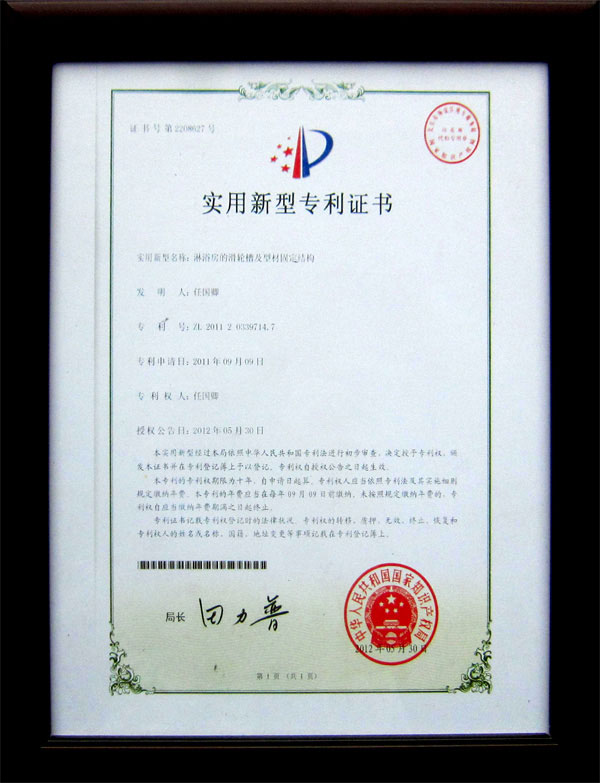 证书号第2208627号
实用新型专利证书
实用新型名称：淋浴房的滑轮槽及型材固定结构
发 明 人：任国卿
专 利 号：ZL 2011 2 0339714.7
专利申请日：2011年09月09日
专 利 权 人：任国卿
授权公告日：2012年05月30日
本实用新型经过本局依照中华人民共和国专利法进行初步审查，决定授予专利权，颁
发本证书并在专利登记簿上予以登记。专利权自授权公告之日起生效。
本专利的专利权期限为十年，自申请日起算。专利权人应当依照专利法及其实施细则
规定缴纳年费。本专利的年费应当在每年09月09日前缴纳。未按照规定缴纳年费的，专
利权自应当缴纳年费期满之日起终止。
专利证书记载专利权登记时的法律状况。专利权的转移、质押、无效、终止、恢复和
专利权人的姓名或名称、国籍、地址变更等事项记载在专利登记簿上。
局长 田力普
中华人民共和国国家知识产权局
2012年05月30日
第1页（共1页）